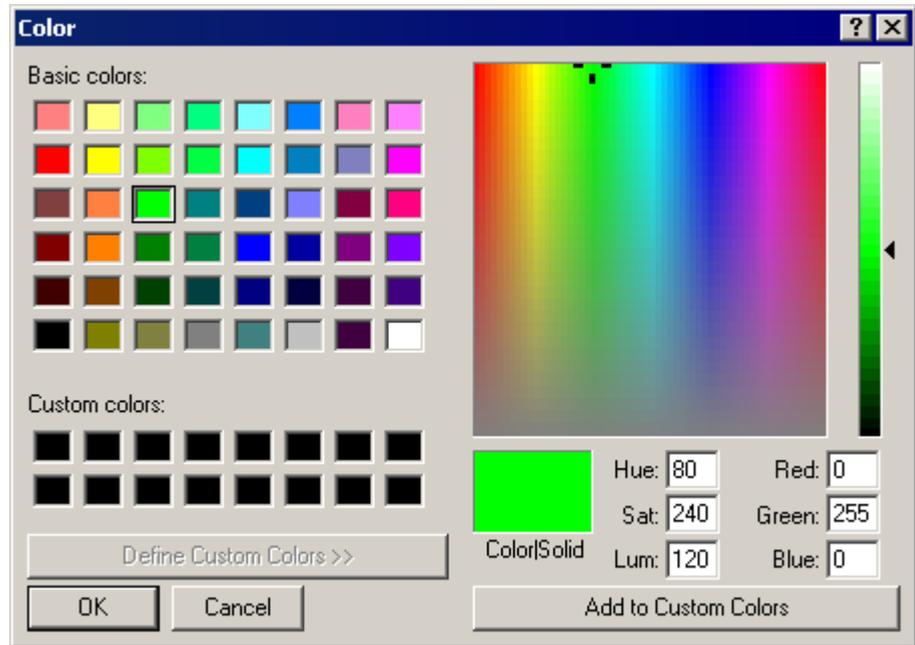 Color
Basic colors:
Custom colors:
Define Custom Colors >>
OK Cancel
Color|Solid
Hue: 80 Red: 0
Sat: 240 Green: 255
Lum: 120 Blue: 0
Add to Custom Colors